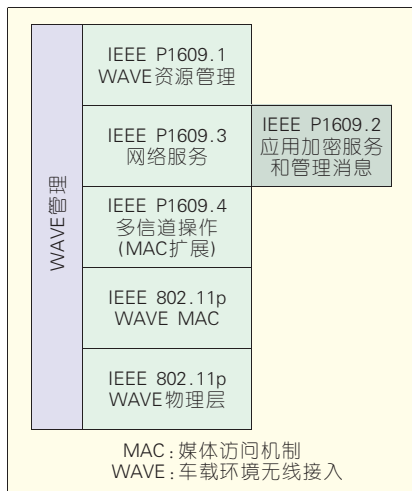 WAVE管理
IEEE P1609.1
WAVE资源管理
IEEE P1609.3
网络服务
IEEE P1609.2
应用加密服务
和管理消息
IEEE P1609.4
多信道操作
(MAC扩展)
IEEE 802.11p
WAVE MAC
IEEE 802.11p
WAVE物理层
MAC:媒体访问机制
WAVE:车载环境无线接入